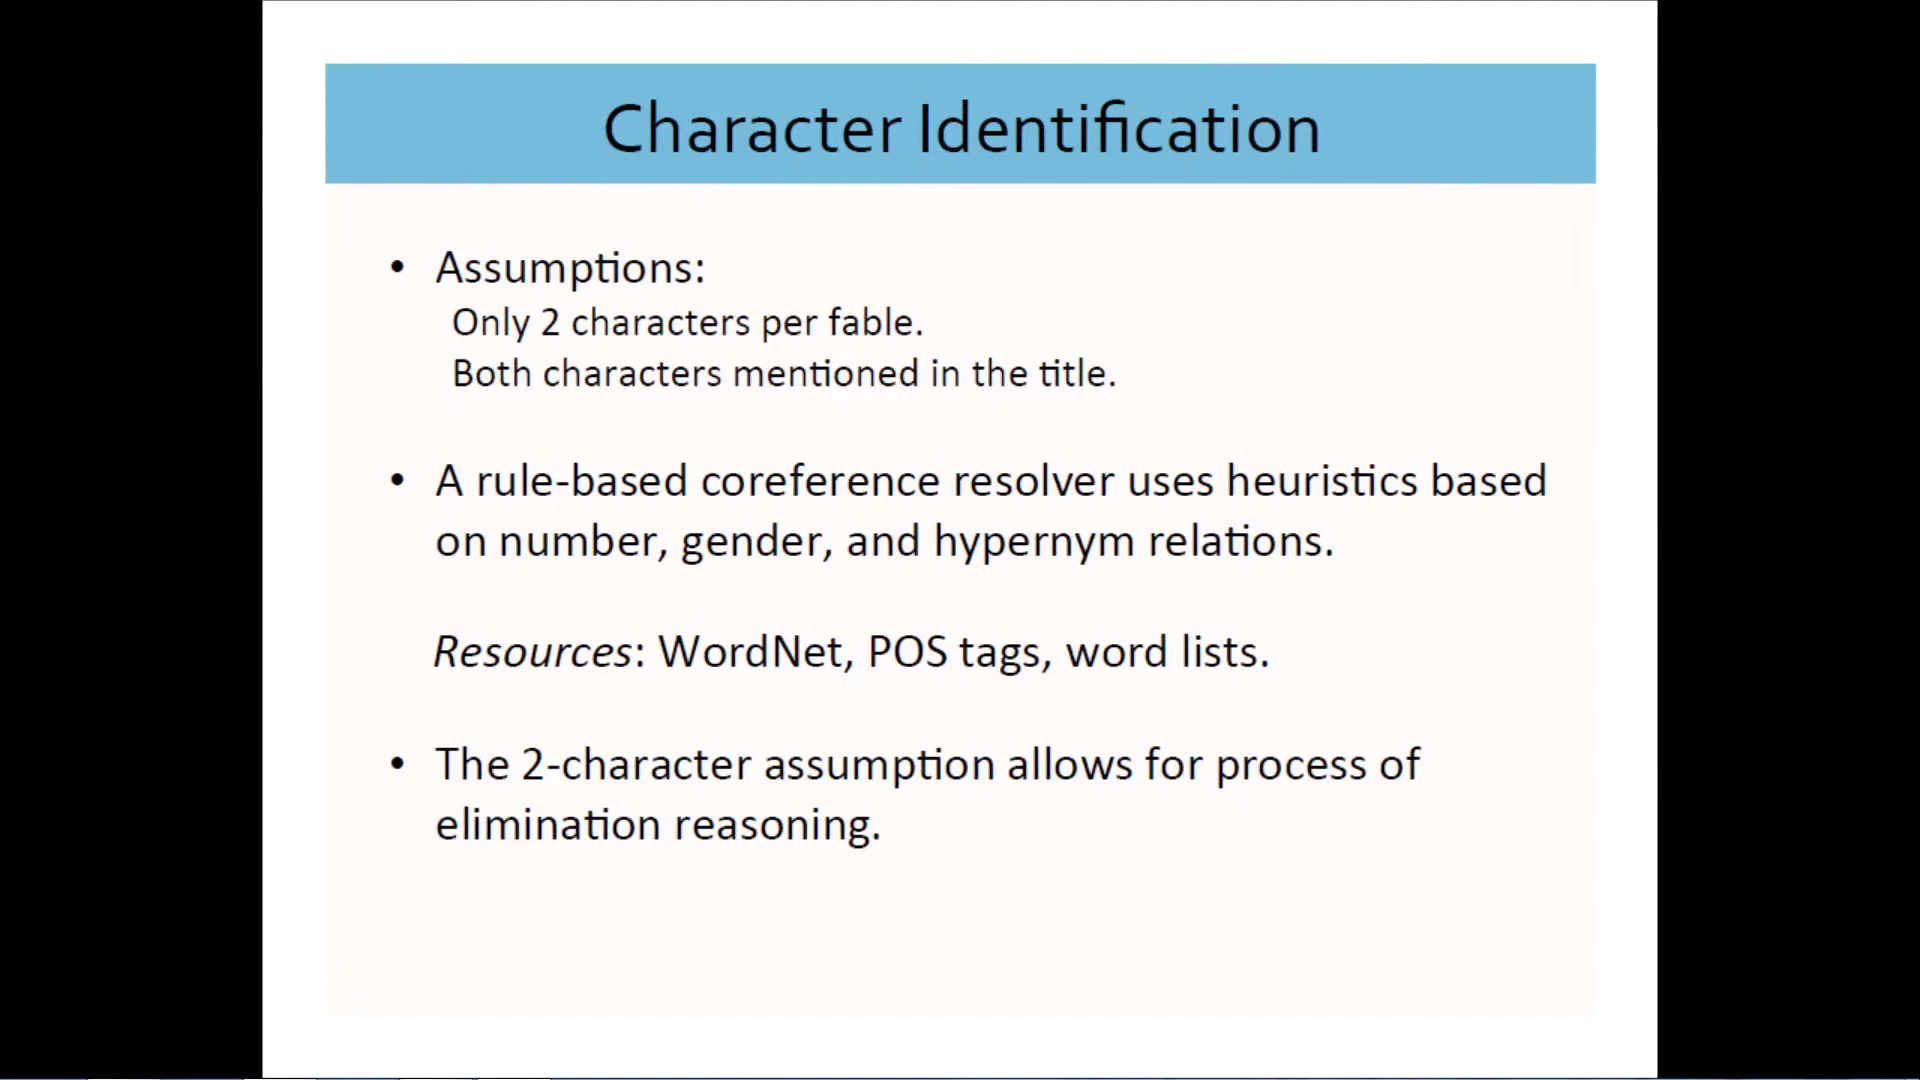 Character Identification
• Assumptions:
Only 2 characters per fable.
Both characters mentioned in the title.
• A rule-based coreference resolver uses heuristics based
on number, gender, and hypernym relations.
Resources: WordNet, POS tags, word lists.
• The 2-character assumption allows for process of
elimination reasoning.